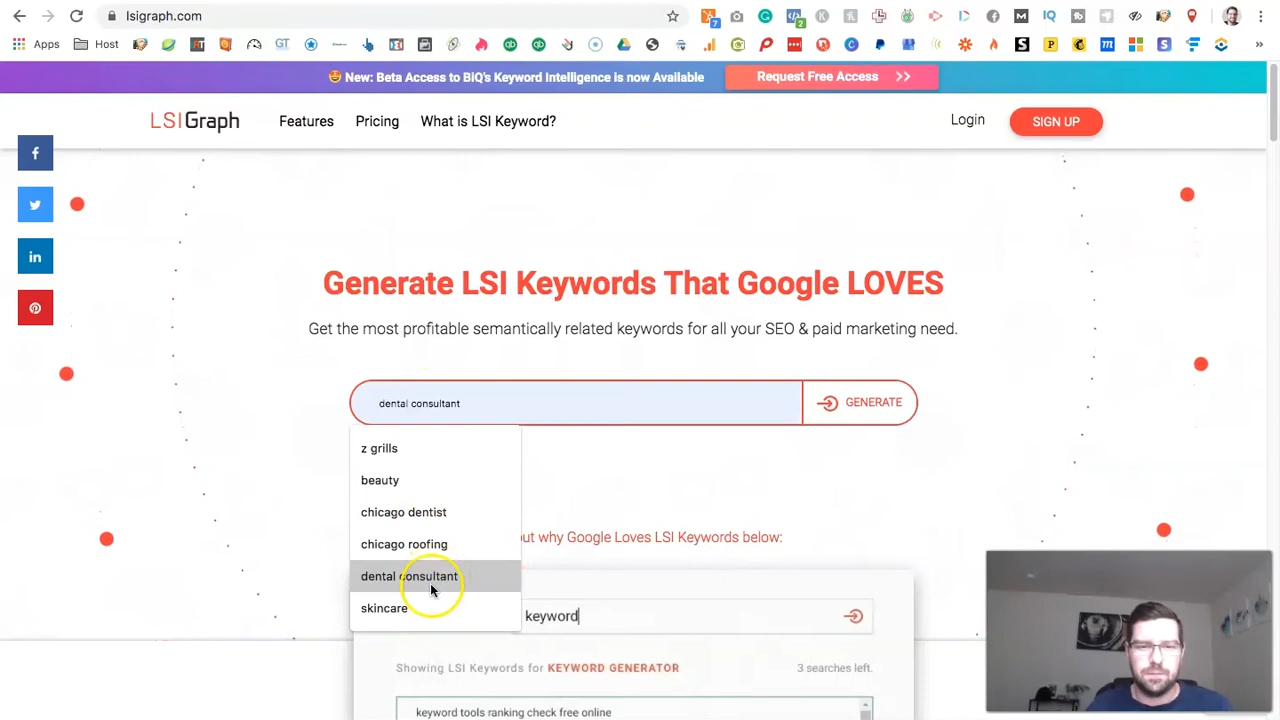 lsigraph.com
7
2
Apps
Host
GT
»
🤩 New: Beta Access to BIQ's Keyword Intelligence is now Available
Request Free Access >>
LSIGraph
Features
Pricing
What is LSI Keyword?
Login
SIGN UP
Generate LSI Keywords That Google LOVES
Get the most profitable semantically related keywords for all your SEO & paid marketing need.
dental consultant
GENERATE
z grills
beauty
chicago dentist
chicago roofing
out why Google Loves LSI Keywords below:
dental consultant
skincare
keyword
Showing LSI Keywords for KEYWORD GENERATOR
3 searches left.
keyword tools ranking check free online